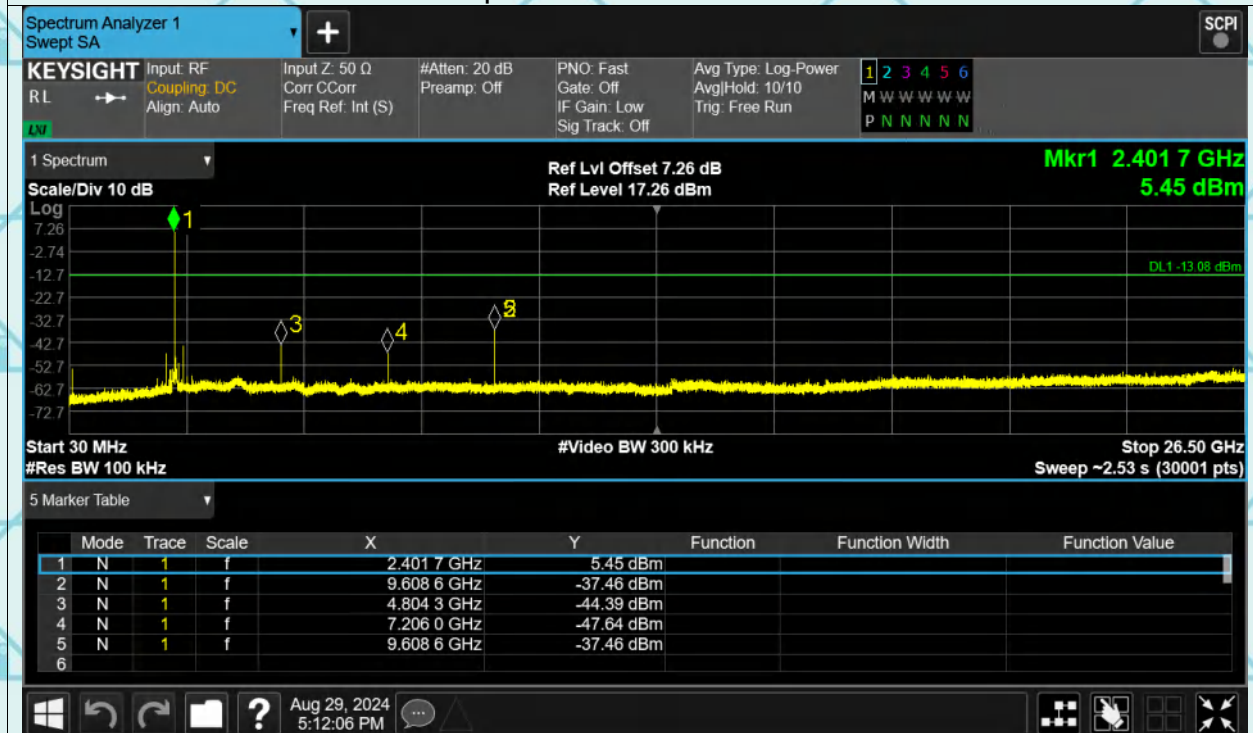 Spectrum Analyzer 1
Swept SA
+
SCPI
KEYSIGHT
RL
LXI
Input: RF
Coupling: DC
Align: Auto
Input Z: 50 Ω
Corr CCorr
Freq Ref: Int (S)
#Atten: 20 dB
Preamp: Off
PNO: Fast
Gate: Off
IF Gain: Low
Sig Track: Off
Avg Type: Log-Power
Avg|Hold: 10/10
Trig: Free Run
1 2 3 4 5 6
M W W W W W
P N N N N N
1 Spectrum
Scale/Div 10 dB
Ref Lvl Offset 7.26 dB
Ref Level 17.26 dBm
Mkr1 2.401 7 GHz
5.45 dBm
Log
7.26
-2.74
-12.7
-22.7
-32.7
-42.7
-52.7
-62.7
-72.7
1
3
4
DL1 -13.08 dBm
Start 30 MHz
#Video BW 300 kHz
Stop 26.50 GHz
#Res BW 100 kHz
Sweep ~2.53 s (30001 pts)
5 Marker Table
Mode Trace Scale X Y Function Function Width Function Value
1 N 1 f 2.401 7 GHz 5.45 dBm
2 N 1 f 9.608 6 GHz -37.46 dBm
3 N 1 f 4.804 3 GHz -44.39 dBm
4 N 1 f 7.206 0 GHz -47.64 dBm
5 N 1 f 9.608 6 GHz -37.46 dBm
6
?
Aug 29, 2024
5:12:06 PM